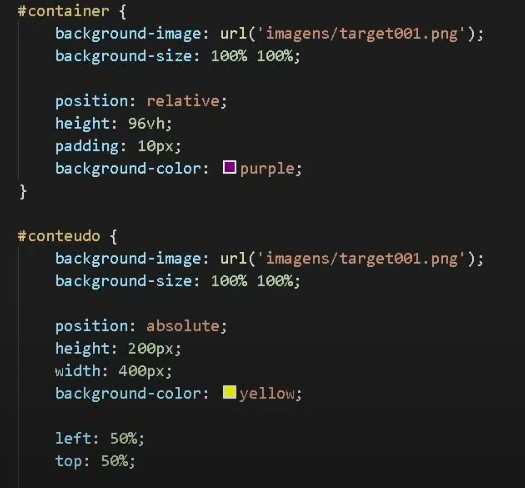 #container {
background-image: url('imagens/target001.png');
background-size: 100% 100%;
position: relative;
height: 96vh;
padding: 10px;
background-color: purple;
}
#conteudo {
background-image: url('imagens/target001.png');
background-size: 100% 100%;
position: absolute;
height: 200px;
width: 400px;
background-color: yellow;
left: 50%;
top: 50%;